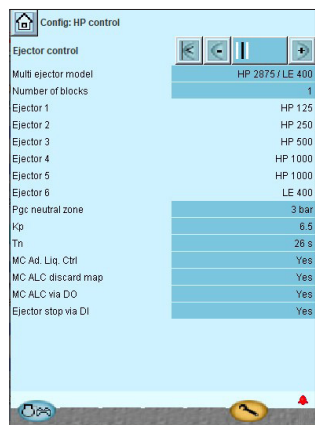 Config: HP control
Ejector control
Multi ejector model HP 2875 / LE 400
Number of blocks 1
Ejector 1 HP 125
Ejector 2 HP 250
Ejector 3 HP 500
Ejector 4 HP 1000
Ejector 5 HP 1000
Ejector 6 LE 400
Pgc neutral zone 3 bar
Kp 6.5
Tn 26 s
MC Ad. Liq. Ctrl Yes
MC ALC discard map Yes
MC ALC via DO Yes
Ejector stop via DI Yes